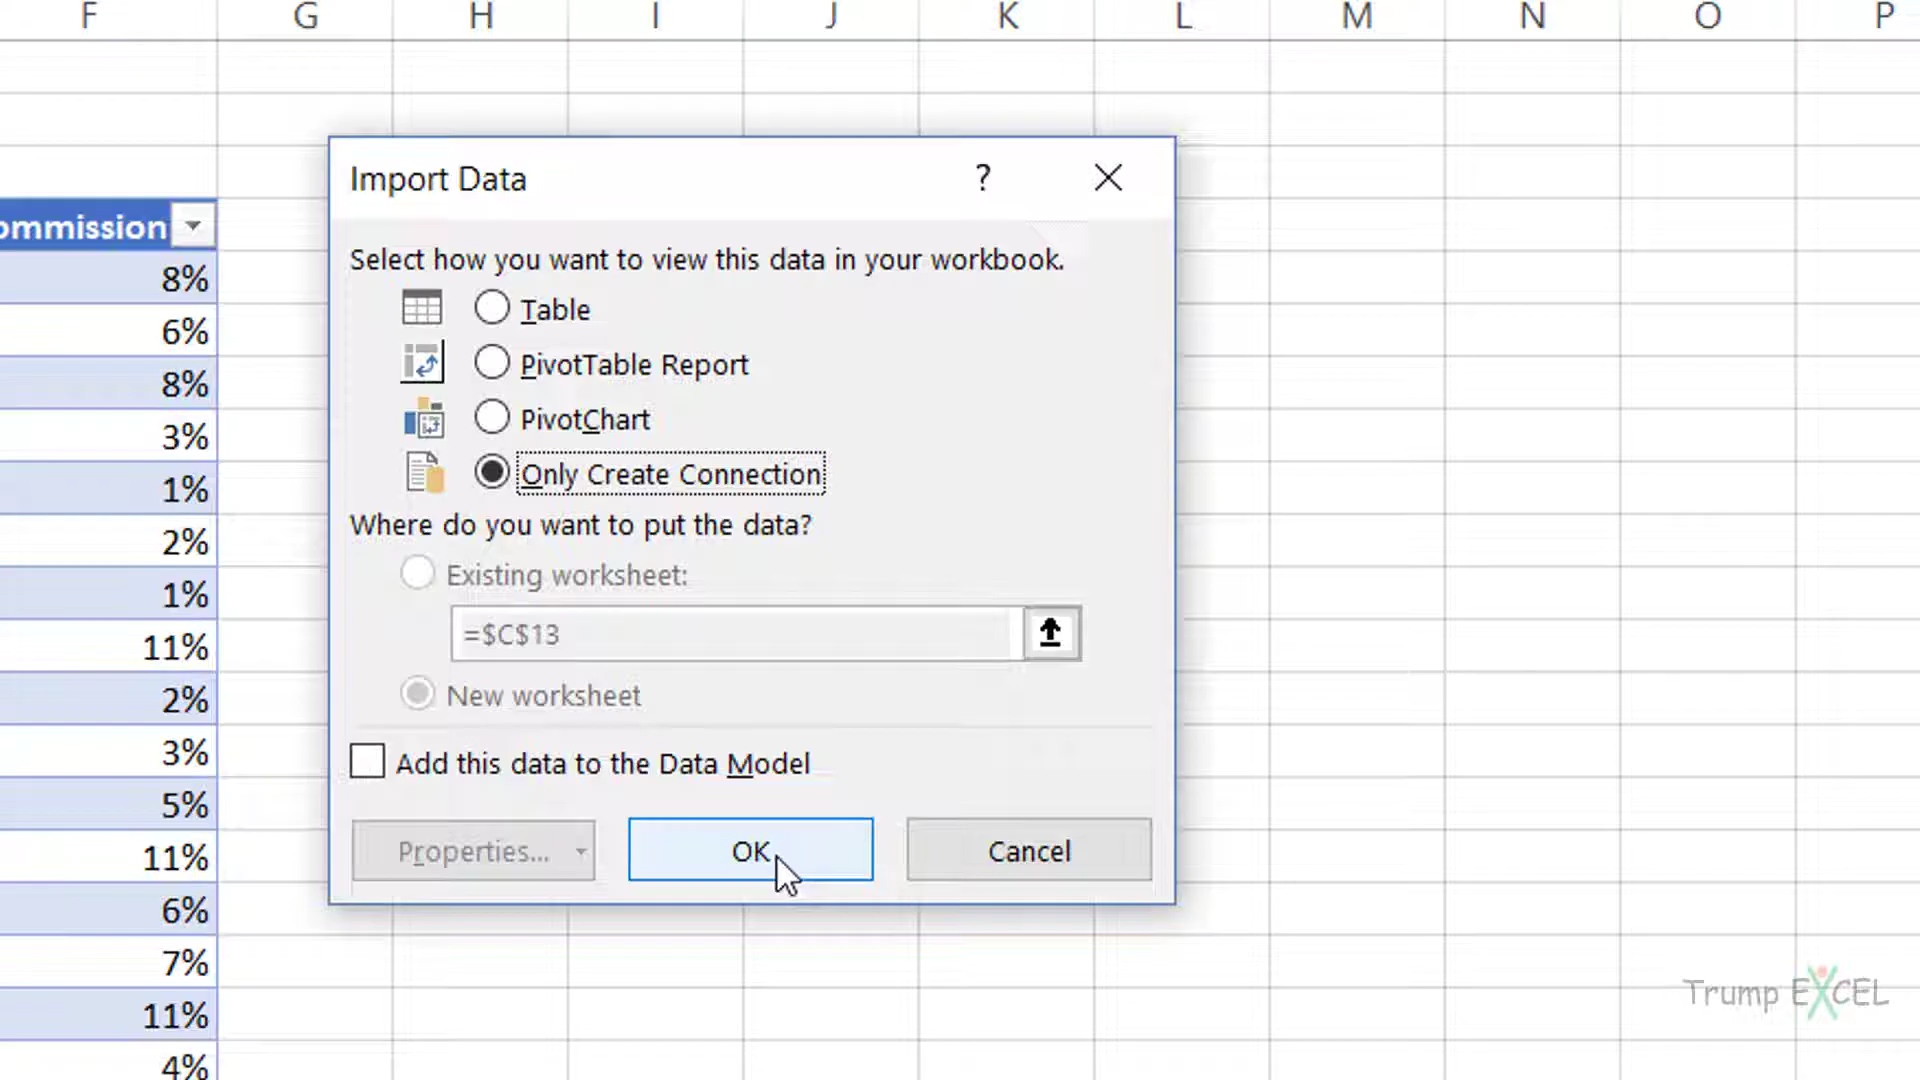 F G H I J K L M N O P
Import Data ?
Select how you want to view this data in your workbook.
ommission
Table
8%
6%
PivotTable Report
8%
PivotChart
3%
Only Create Connection
1%
Where do you want to put the data?
2%
Existing worksheet:
1%
=$C$13
11%
New worksheet
2%
3%
Add this data to the Data Model
5%
Properties... OK Cancel
11%
6%
7%
Trump EXCEL
11%
4%